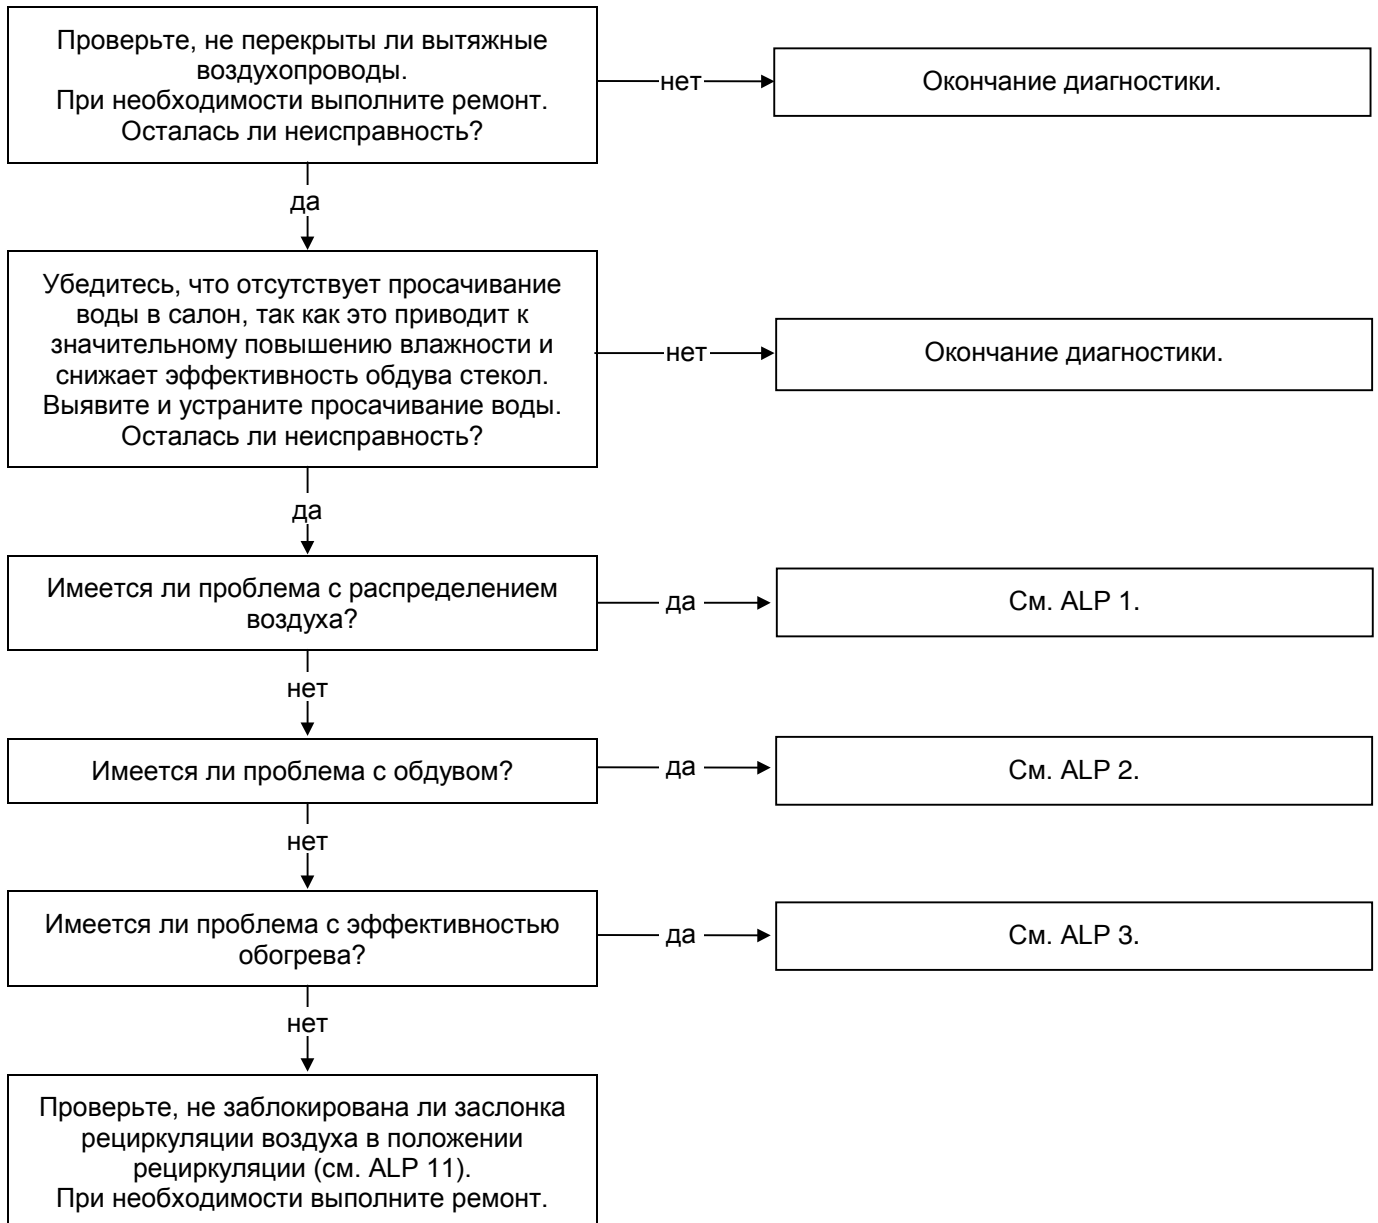 Проверьте, не перекрыты ли вытяжные
воздухопроводы.
При необходимости выполните ремонт.
Осталась ли неисправность?
нет
Окончание диагностики.
да
Убедитесь, что отсутствует просачивание
воды в салон, так как это приводит к
значительному повышению влажности и
снижает эффективность обдува стекол.
Выявите и устраните просачивание воды.
Осталась ли неисправность?
нет
Окончание диагностики.
да
Имеется ли проблема с распределением
воздуха?
да
См. ALP 1.
нет
Имеется ли проблема с обдувом?
да
См. ALP 2.
нет
Имеется ли проблема с эффективностью
обогрева?
да
См. ALP 3.
нет
Проверьте, не заблокирована ли заслонка
рециркуляции воздуха в положении
рециркуляции (см. ALP 11).
При необходимости выполните ремонт.